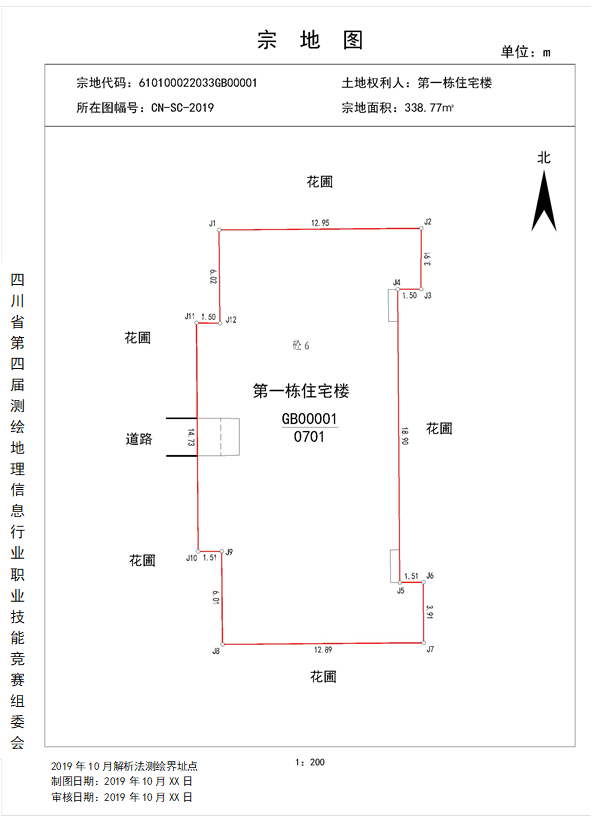 宗 地 图
单位：m
宗地代码：610100022033GB00001
土地权利人：第一栋住宅楼
所在图幅号：CN-SC-2019
宗地面积：338.77㎡
北
花圃
J1
12.95
J2
6.02
3.91
J4
1.50
J3
J11
1.50
J12
花圃
砼6
第一栋住宅楼
GB00001
0701
道路
14.73
18.90
花圃
花圃
J10
1.51
J9
J5
1.51
J6
6.01
3.91
J8
12.89
J7
花圃
四川省第四届测绘地理信息行业职业技能竞赛组委会
2019 年 10 月解析法测绘界址点
1：200
制图日期：2019 年 10 月 XX 日
审核日期：2019 年 10 月 XX 日